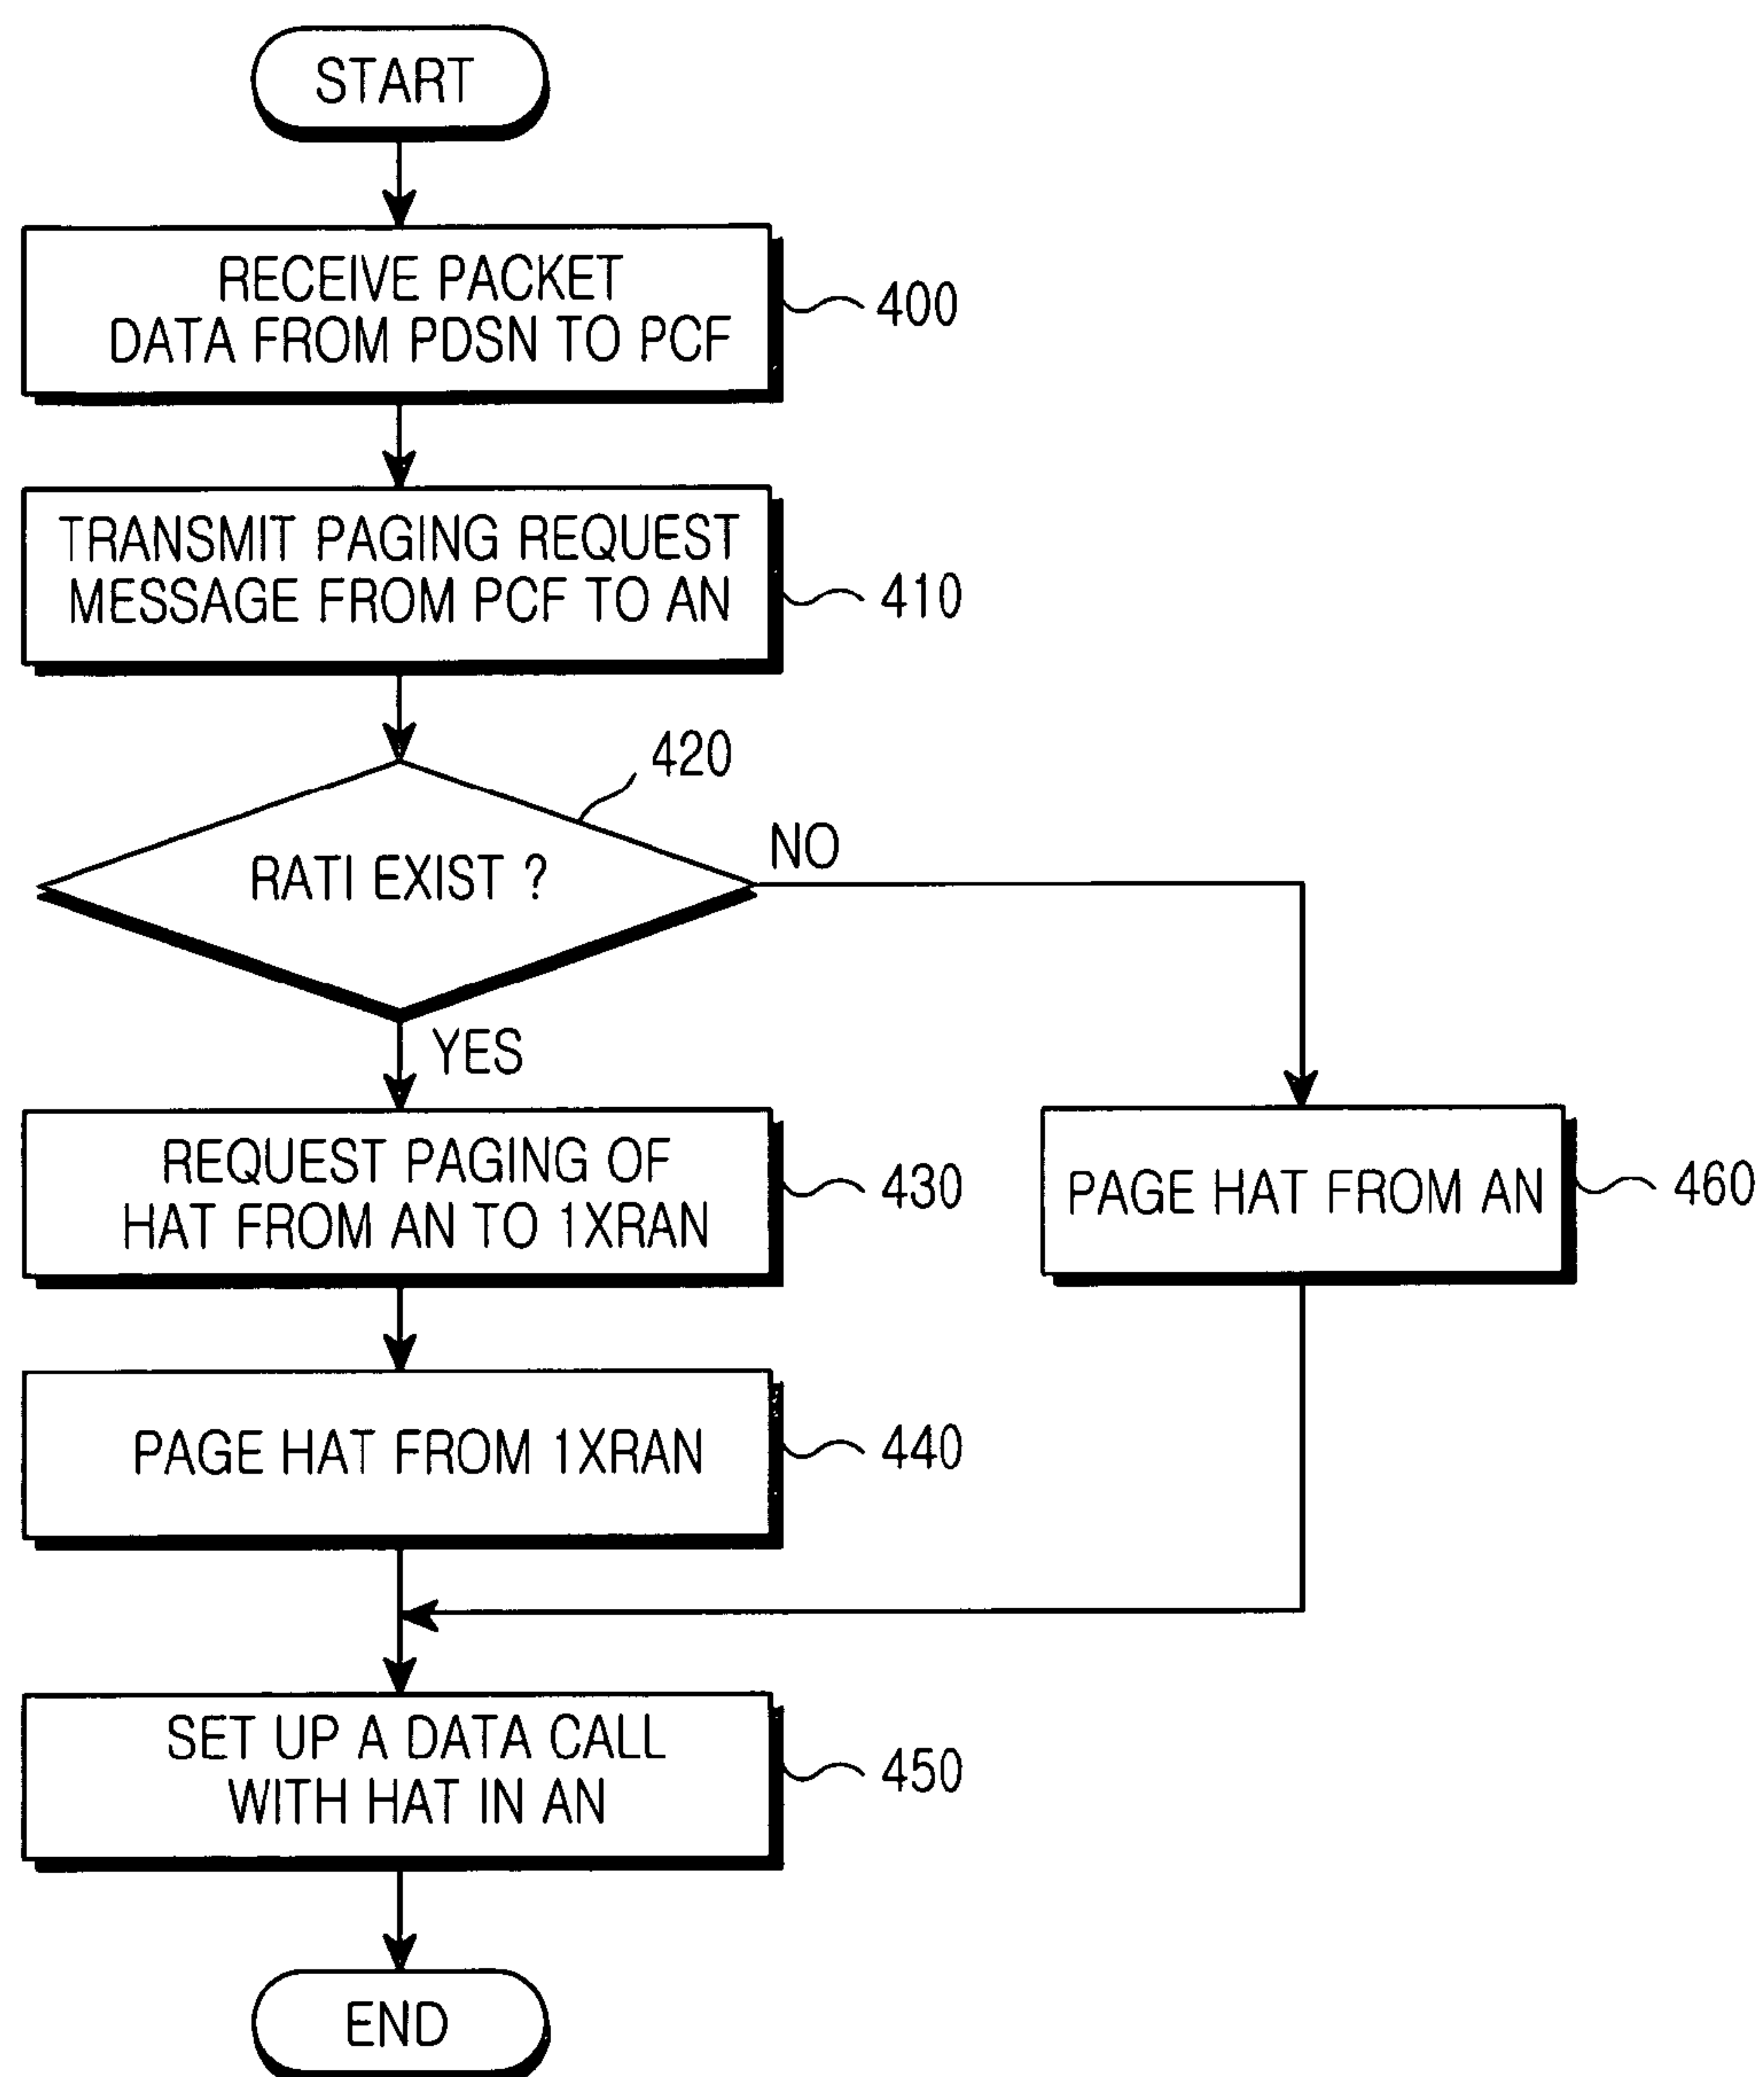 START
RECEIVE PACKET
DATA FROM PDSN TO PCF
400
TRANSMIT PAGING REQUEST
MESSAGE FROM PCF TO AN
410
420
RATI EXIST ?
NO
YES
REQUEST PAGING OF
HAT FROM AN TO 1XRAN
430
PAGE HAT FROM AN
460
PAGE HAT FROM 1XRAN
440
SET UP A DATA CALL
WITH HAT IN AN
450
END